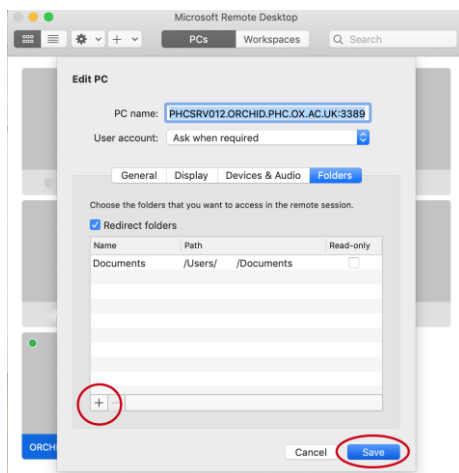 Microsoft Remote Desktop
PCs Workspaces Search
Edit PC
PC name: PHCSRV012.ORCHID.PHC.OX.AC.UK:3389
User account: Ask when required
General Display Devices & Audio Folders
Choose the folders that you want to access in the remote session.
Redirect folders
Name Path Read-only
Documents /Users/ /Documents
+ −
ORCH
Cancel Save